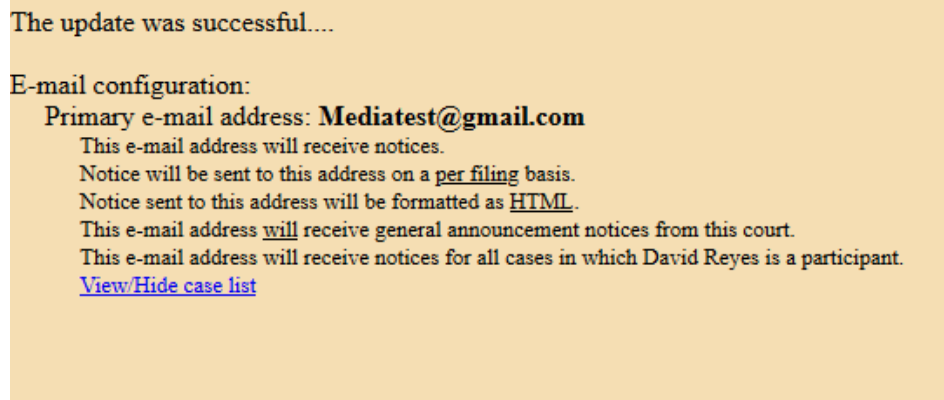 The update was successful....
E-mail configuration:
Primary e-mail address: Mediatest@gmail.com
This e-mail address will receive notices.
Notice will be sent to this address on a per filing basis.
Notice sent to this address will be formatted as HTML.
This e-mail address will receive general announcement notices from this court.
This e-mail address will receive notices for all cases in which David Reyes is a participant.
View/Hide case list